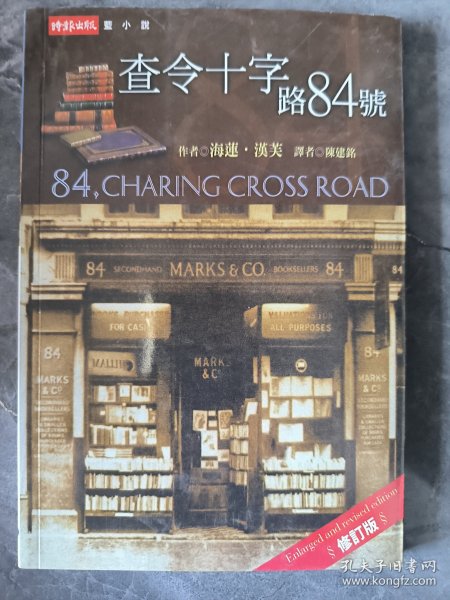 時報出版 藍小說
查令十字
路84號
作者◎海蓮·漢芙 譯者◎陳建銘
84, CHARING CROSS ROAD
84 SECONDHAND MARKS & CO. BOOKSELLERS 84
84
FOR CASH
ALL PURPOSES
MARKS
& CO.
84
MARKS
& Co
BOOKSELLERS
84
MARKS
& Co
BOOKSELLERS
Enlarged and revised edition
§ 修訂版 §
孔夫子旧书网
www.kongfz.com